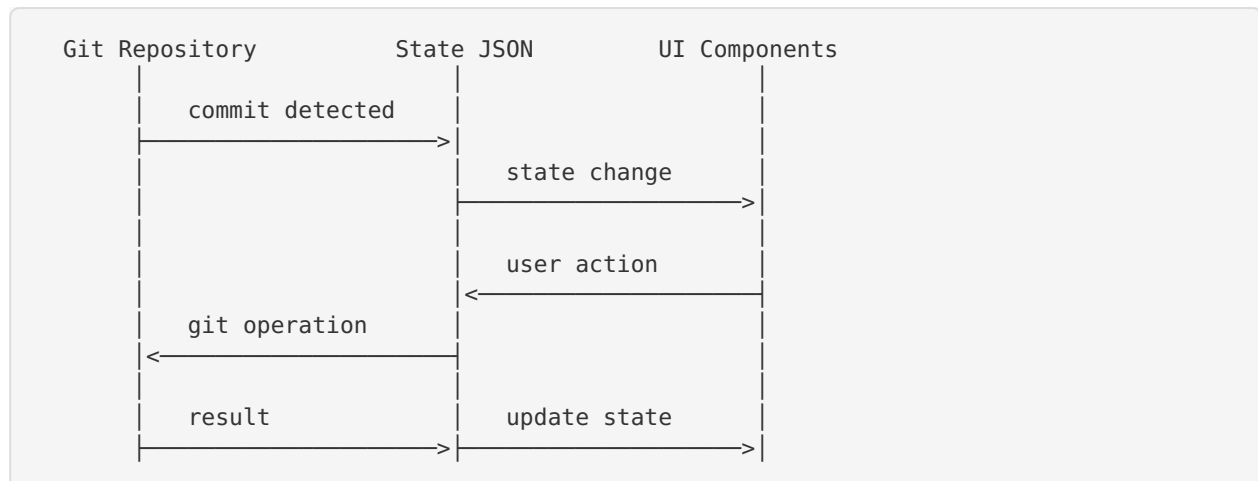 Git Repository State JSON UI Components
commit detected
state change
user action
git operation
result update state